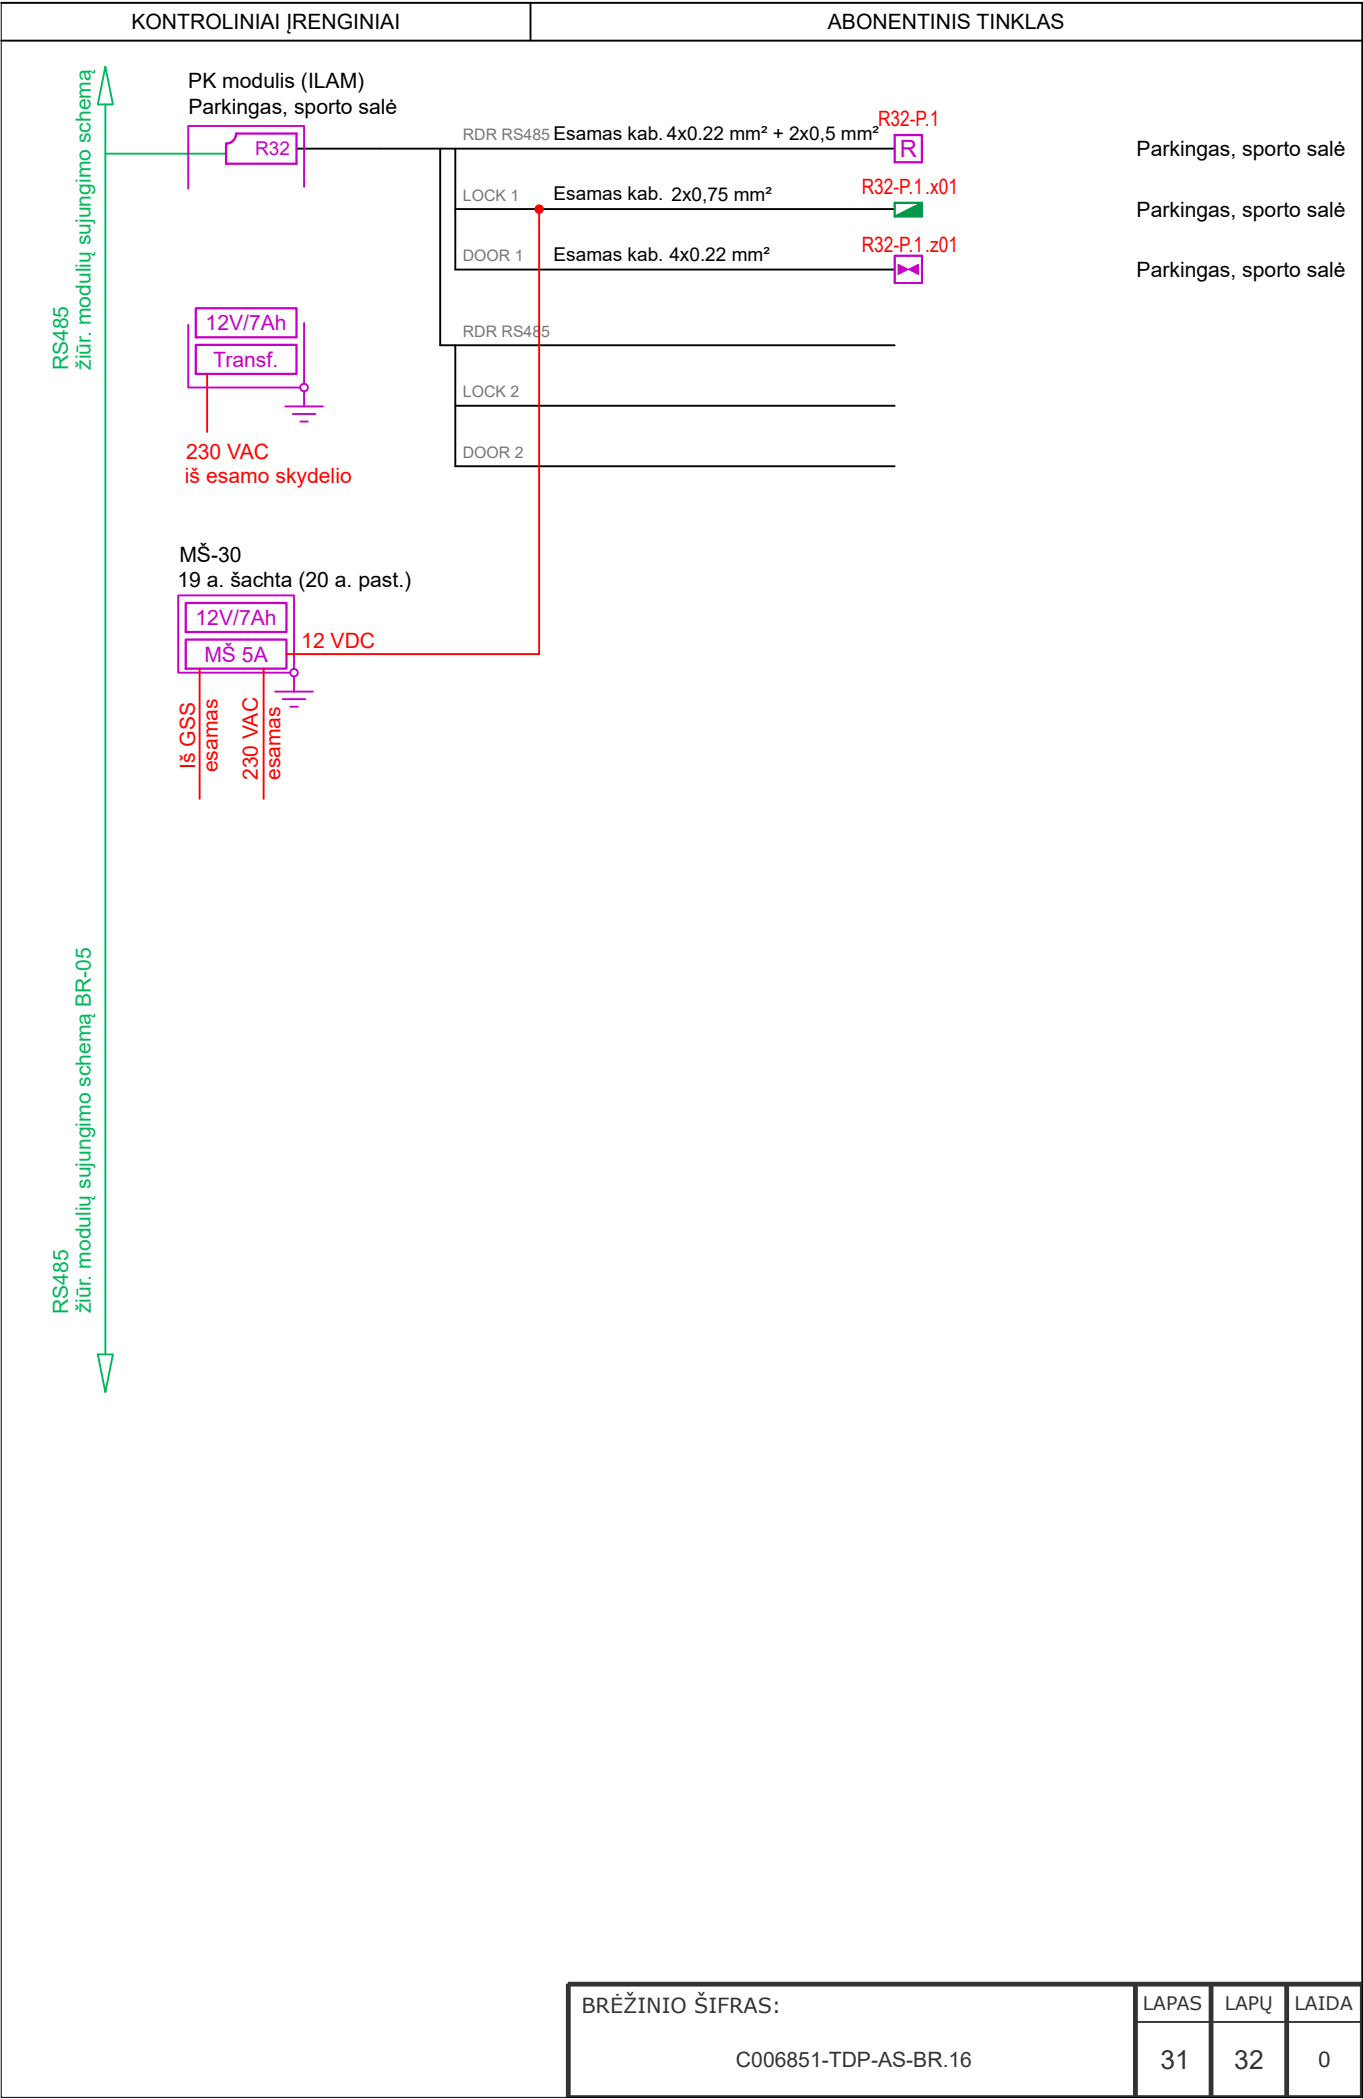 KONTROLINIAI ĮRENGINIAI
ABONENTINIS TINKLAS
RS485
žiūr. modulių sujungimo schemą
PK modulis (ILAM)
Parkingas, sporto salė
R32
RDR RS485
Esamas kab. 4x0.22 mm² + 2x0,5 mm²
R32-P.1
R
Parkingas, sporto salė
LOCK 1
Esamas kab. 2x0,75 mm²
R32-P.1.x01
Parkingas, sporto salė
DOOR 1
Esamas kab. 4x0.22 mm²
R32-P.1.z01
Parkingas, sporto salė
12V/7Ah
Transf.
230 VAC
iš esamo skydelio
RDR RS485
LOCK 2
DOOR 2
MŠ-30
19 a. šachta (20 a. past.)
12V/7Ah
MŠ 5A
12 VDC
Iš GSS
esamas
230 VAC
esamas
RS485
žiūr. modulių sujungimo schemą BR-05
BRĖŽINIO ŠIFRAS:
LAPAS
LAPŲ
LAIDA
C006851-TDP-AS-BR.16
31
32
0